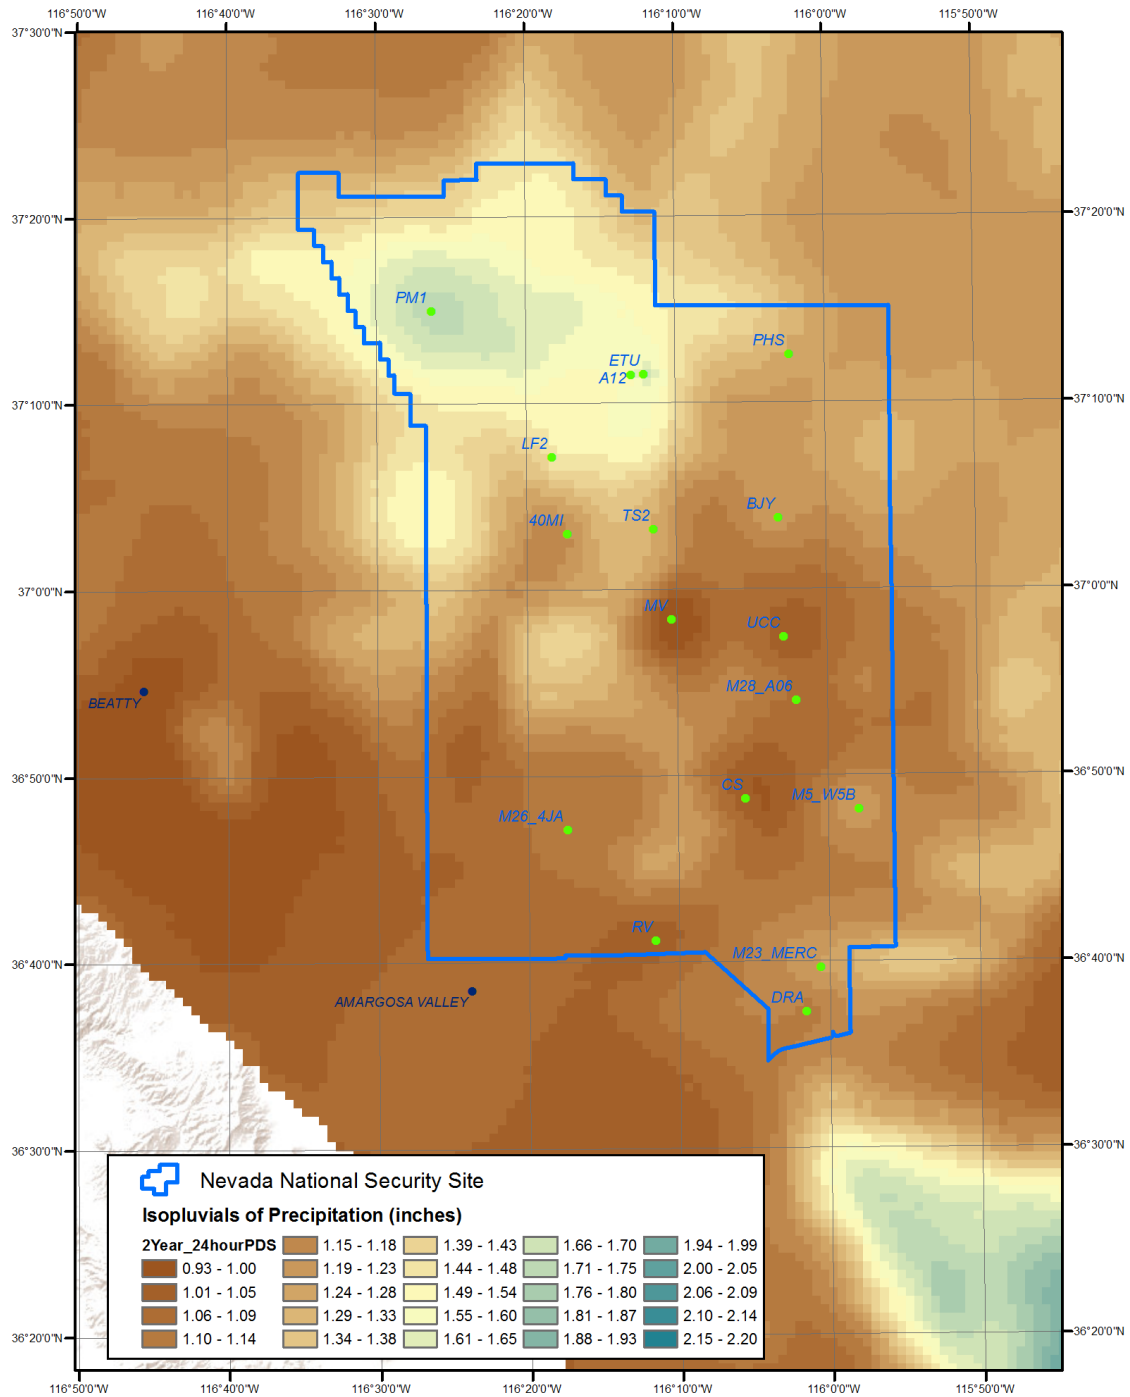 116°50'0"W 116°40'0"W 116°30'0"W 116°20'0"W 116°10'0"W 116°0'0"W 115°50'0"W
37°30'0"N
37°20'0"N 37°20'0"N
PM1
PHS
ETU
A12
37°10'0"N 37°10'0"N
LF2
BJY
TS2
40MI
37°0'0"N 37°0'0"N
MV
UCC
M28_A06
BEATTY
36°50'0"N 36°50'0"N
CS
M5_W5B
M26_4JA
RV
M23_MERC
36°40'0"N 36°40'0"N
DRA
AMARGOSA VALLEY
36°30'0"N 36°30'0"N
Nevada National Security Site
Isopluvials of Precipitation (inches)
2Year_24hourPDS 1.15 - 1.18 1.39 - 1.43 1.66 - 1.70 1.94 - 1.99
0.93 - 1.00 1.19 - 1.23 1.44 - 1.48 1.71 - 1.75 2.00 - 2.05
1.01 - 1.05 1.24 - 1.28 1.49 - 1.54 1.76 - 1.80 2.06 - 2.09
1.06 - 1.09 1.29 - 1.33 1.55 - 1.60 1.81 - 1.87 2.10 - 2.14
1.10 - 1.14 1.34 - 1.38 1.61 - 1.65 1.88 - 1.93 2.15 - 2.20
36°20'0"N 36°20'0"N
116°50'0"W 116°40'0"W 116°30'0"W 116°20'0"W 116°10'0"W 116°0'0"W 115°50'0"W